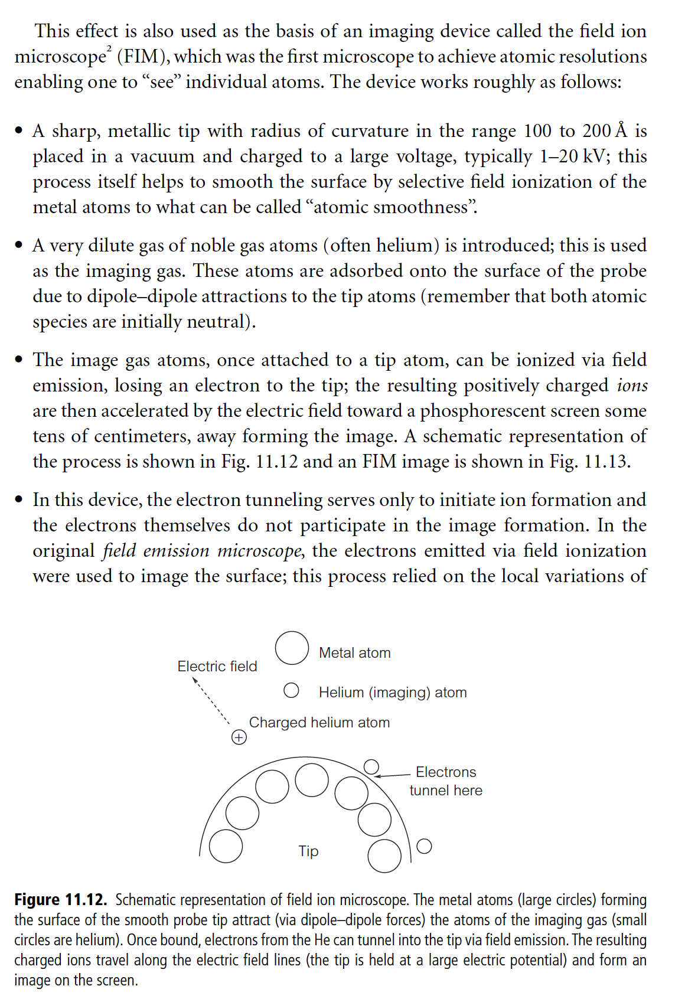 This effect is also used as the basis of an imaging device called the field ion
microscope² (FIM), which was the first microscope to achieve atomic resolutions
enabling one to “see” individual atoms. The device works roughly as follows:
• A sharp, metallic tip with radius of curvature in the range 100 to 200 Å is
placed in a vacuum and charged to a large voltage, typically 1–20 kV; this
process itself helps to smooth the surface by selective field ionization of the
metal atoms to what can be called “atomic smoothness”.
• A very dilute gas of noble gas atoms (often helium) is introduced; this is used
as the imaging gas. These atoms are adsorbed onto the surface of the probe
due to dipole–dipole attractions to the tip atoms (remember that both atomic
species are initially neutral).
• The image gas atoms, once attached to a tip atom, can be ionized via field
emission, losing an electron to the tip; the resulting positively charged ions
are then accelerated by the electric field toward a phosphorescent screen some
tens of centimeters, away forming the image. A schematic representation of
the process is shown in Fig. 11.12 and an FIM image is shown in Fig. 11.13.
• In this device, the electron tunneling serves only to initiate ion formation and
the electrons themselves do not participate in the image formation. In the
original field emission microscope, the electrons emitted via field ionization
were used to image the surface; this process relied on the local variations of
Metal atom
Electric field
Helium (imaging) atom
Charged helium atom
+
Electrons
tunnel here
Tip
Figure 11.12. Schematic representation of field ion microscope. The metal atoms (large circles) forming
the surface of the smooth probe tip attract (via dipole–dipole forces) the atoms of the imaging gas (small
circles are helium). Once bound, electrons from the He can tunnel into the tip via field emission. The resulting
charged ions travel along the electric field lines (the tip is held at a large electric potential) and form an
image on the screen.